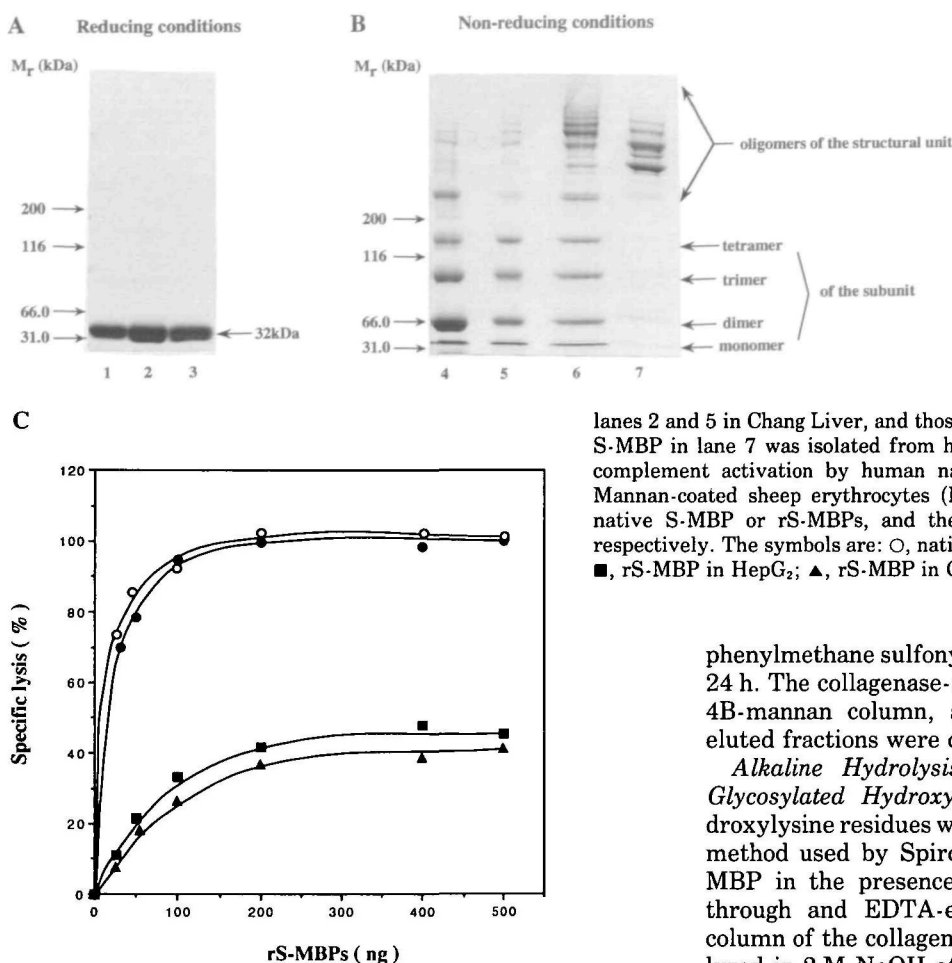 A Reducing conditions
M_r (kDa)
200
116
66.0
31.0
32kDa
1 2 3
B Non-reducing conditions
M_r (kDa)
200
116
66.0
31.0
oligomers of the structural unit
tetramer
trimer
of the subunit
dimer
monomer
4 5 6 7
C
120
100
80
60
40
20
0
0 100 200 300 400 500
Specific lysis ( % )
rS-MBPs ( ng )
lanes 2 and 5 in Chang Liver, and thos
S-MBP in lane 7 was isolated from h
complement activation by human na
Mannan-coated sheep erythrocytes (
native S-MBP or rS-MBPs, and the
respectively. The symbols are: ○, nati
■, rS-MBP in HepG₂; ▲, rS-MBP in C
phenylmethane sulfony
24 h. The collagenase-
4B-mannan column, a
eluted fractions were c
Alkaline Hydrolysis
Glycosylated Hydroxy
droxylysine residues w
method used by Spiro
MBP in the presence
through and EDTA-e
column of the collagen